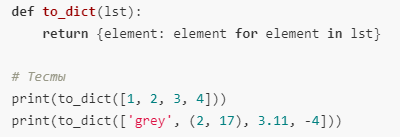 def to_dict(lst):
    return {element: element for element in lst}
# Тесты
print(to_dict([1, 2, 3, 4]))
print(to_dict(['grey', (2, 17), 3.11, -4]))